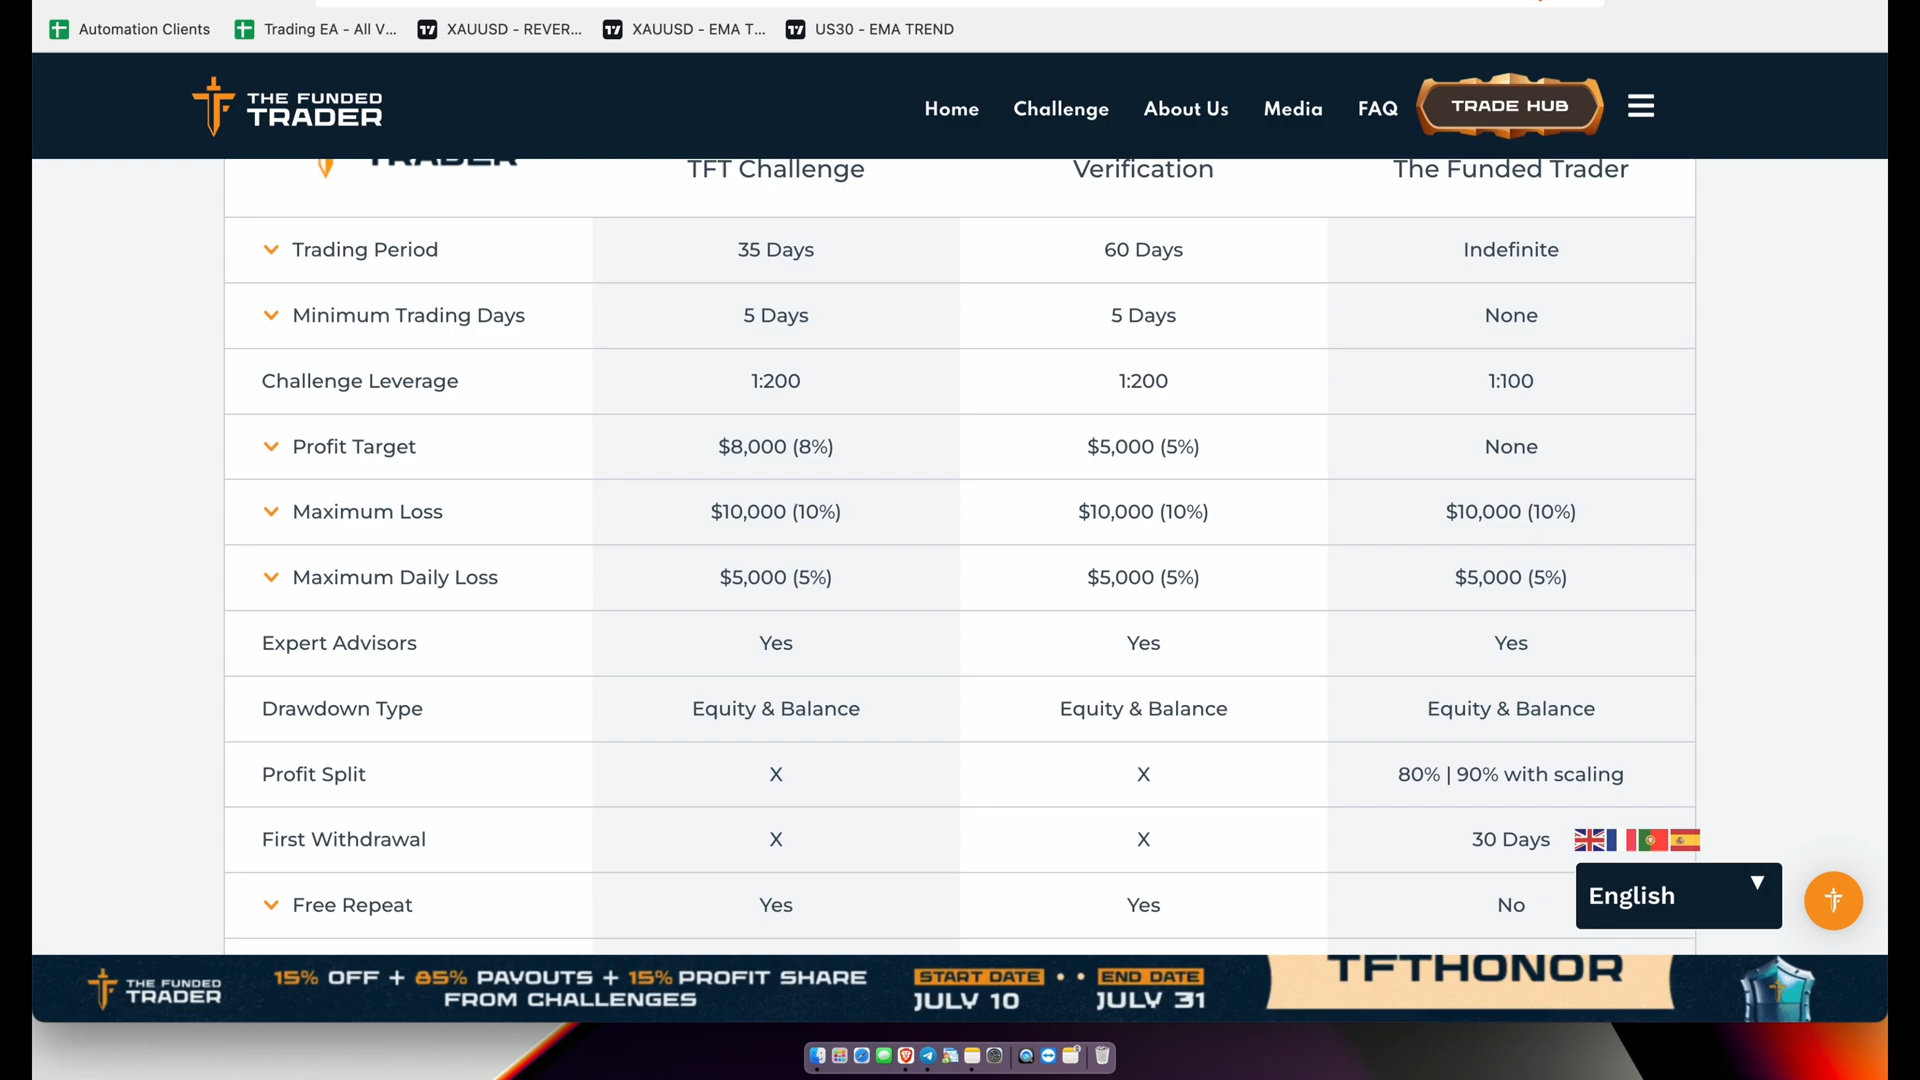 Automation Clients
Trading EA - All V...
XAUUSD - REVER...
XAUUSD - EMA T...
US30 - EMA TREND
THE FUNDED
TRADER
Home
Challenge
About Us
Media
FAQ
TRADE HUB
TRADER
TFT Challenge
Verification
The Funded Trader
Trading Period
35 Days
60 Days
Indefinite
Minimum Trading Days
5 Days
5 Days
None
Challenge Leverage
1:200
1:200
1:100
Profit Target
$8,000 (8%)
$5,000 (5%)
None
Maximum Loss
$10,000 (10%)
$10,000 (10%)
$10,000 (10%)
Maximum Daily Loss
$5,000 (5%)
$5,000 (5%)
$5,000 (5%)
Expert Advisors
Yes
Yes
Yes
Drawdown Type
Equity & Balance
Equity & Balance
Equity & Balance
Profit Split
X
X
80% | 90% with scaling
First Withdrawal
X
X
30 Days
Free Repeat
Yes
Yes
No
English
THE FUNDED
TRADER
15% OFF + 85% PAYOUTS + 15% PROFIT SHARE
FROM CHALLENGES
START DATE
JULY 10
END DATE
JULY 31
TFTHONOR